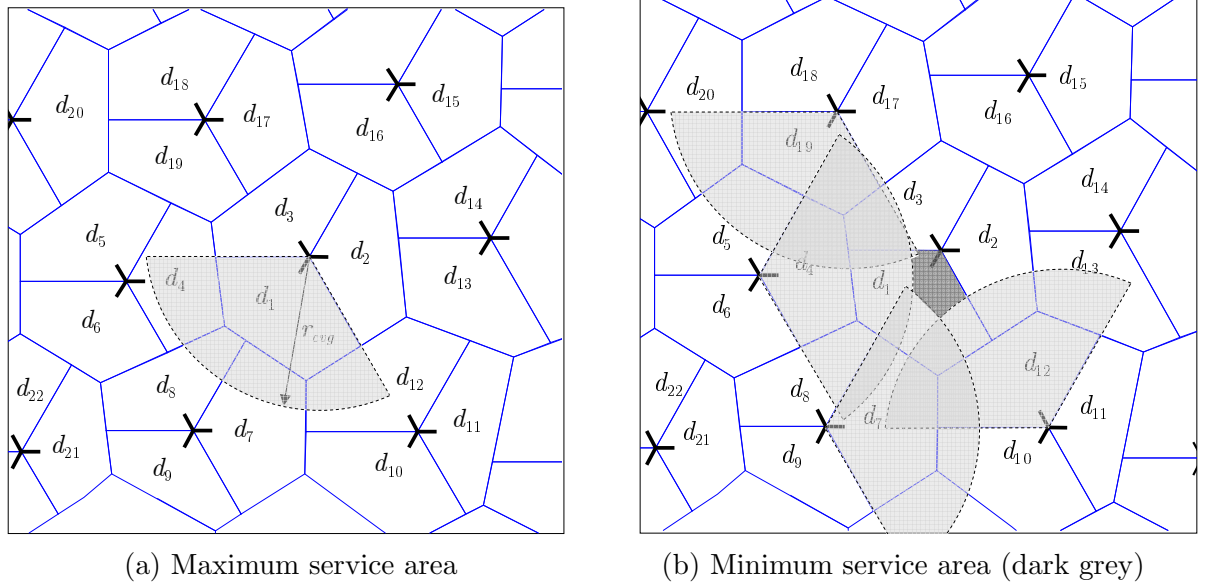 d18
d15
d20
d17
d16
d19
d3
d14
d5
d2
d4
d1
d13
d6
rcvg
d12
d22
d8
d11
d21
d7
d9
d10
(a) Maximum service area
d18
d15
d20
d17
d16
d19
d3
d14
d5
d2
d4
d1
d13
d6
d12
d22
d8
d11
d7
d21
d9
d10
(b) Minimum service area (dark grey)